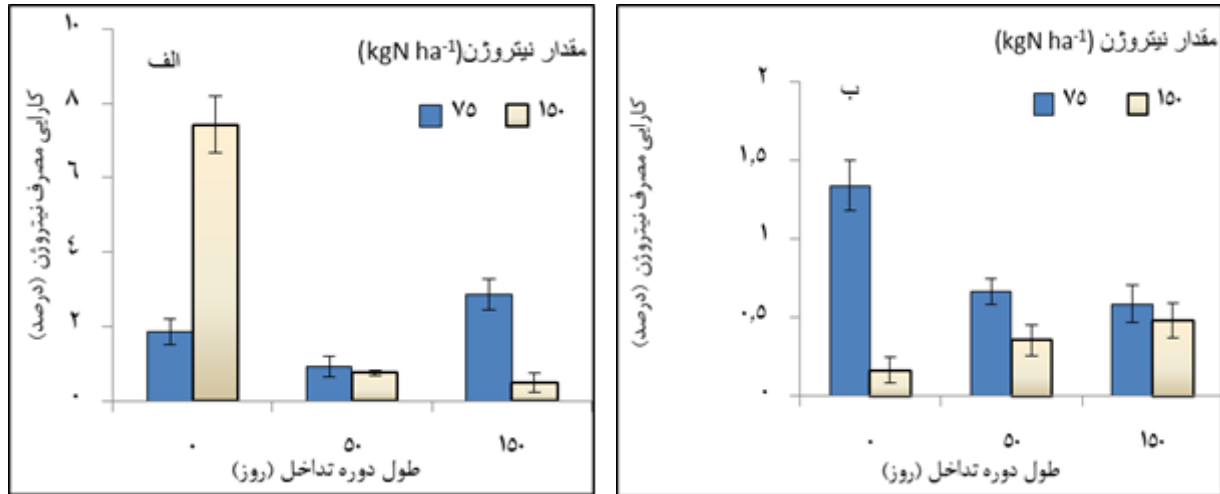 مقدار نیتروژن(kgN ha-1)
الف
۷۵ ۱۵۰
کارایی مصرف نیتروژن (درصد)
۱۰
۸
۶
٤
۲
۰
۰ ۵۰ ۱۵۰
طول دوره تداخل (روز)
مقدار نیتروژن (kgN ha-1)
ب
۷۵ ۱۵۰
کارایی مصرف نیتروژن (درصد)
۲
۱,۵
۱
۰,۵
۰
۰ ۵۰ ۱۵۰
طول دوره تداخل (روز)